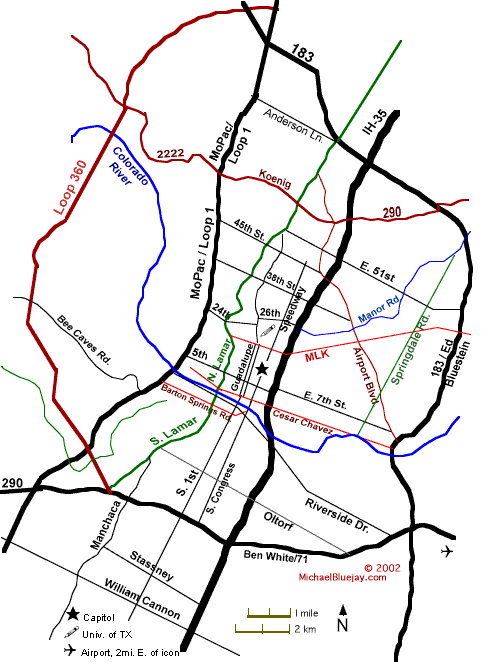 183
IH-35
Anderson Ln.
MoPac/
Loop 1
2222
Koenig
Colorado
River
Loop 360
290
45th St.
E. 51st
MoPac / Loop 1
38th St.
Speedway
Manor Rd
24th
26th
Springdale Rd.
183 / Ed
Bluestein
Bee Caves Rd.
5th
Guadalupe
MLK
Airport Blvd.
N. Lamar
Barton Springs Rd.
E. 7th St.
Cesar Chavez
S. Lamar
S. 1st
S. Congress
290
Manchaca
Riverside Dr.
Oltorf
Ben White/71
Stassney
William Cannon
© 2002
MichaelBluejay.com
Capitol
Univ. of TX
Airport, 2mi. E. of icon
1 mile
2 km
N